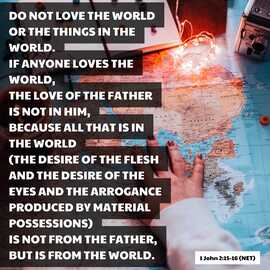 DO NOT LOVE THE WORLD
OR THE THINGS IN THE
WORLD.
IF ANYONE LOVES THE
WORLD,
THE LOVE OF THE FATHER
IS NOT IN HIM,
BECAUSE ALL THAT IS IN
THE WORLD
(THE DESIRE OF THE FLESH
AND THE DESIRE OF THE
EYES AND THE ARROGANCE
PRODUCED BY MATERIAL
POSSESSIONS)
IS NOT FROM THE FATHER,
BUT IS FROM THE WORLD.
1 John 2:15-16 (NET)